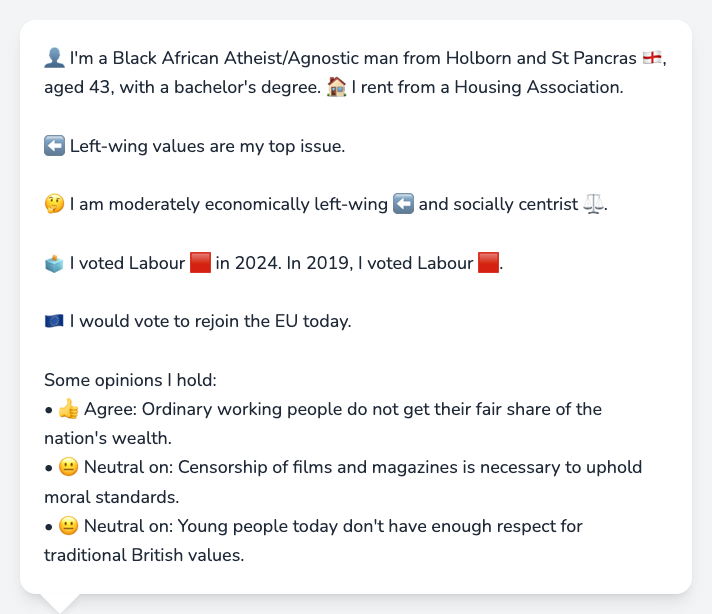 👤 I'm a Black African Atheist/Agnostic man from Holborn and St Pancras 🏴󠁧󠁢󠁥󠁮󠁧󠁿,
aged 43, with a bachelor's degree. 🏠 I rent from a Housing Association.
⬅️ Left-wing values are my top issue.
🤔 I am moderately economically left-wing ⬅️ and socially centrist ⚖️.
🗳️ I voted Labour 🟥 in 2024. In 2019, I voted Labour 🟥.
🇪🇺 I would vote to rejoin the EU today.
Some opinions I hold:
• 👍 Agree: Ordinary working people do not get their fair share of the
nation's wealth.
• 😐 Neutral on: Censorship of films and magazines is necessary to uphold
moral standards.
• 😐 Neutral on: Young people today don't have enough respect for
traditional British values.